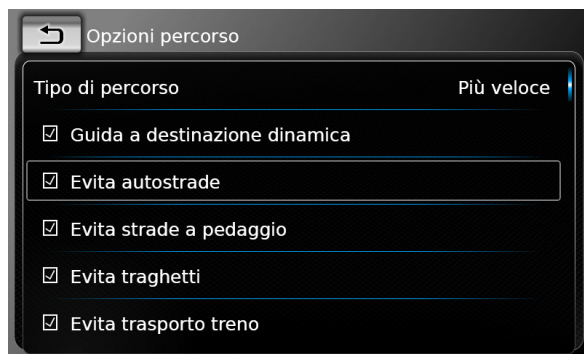 Opzioni percorso
Tipo di percorso Più veloce
Guida a destinazione dinamica
Evita autostrade
Evita strade a pedaggio
Evita traghetti
Evita trasporto treno